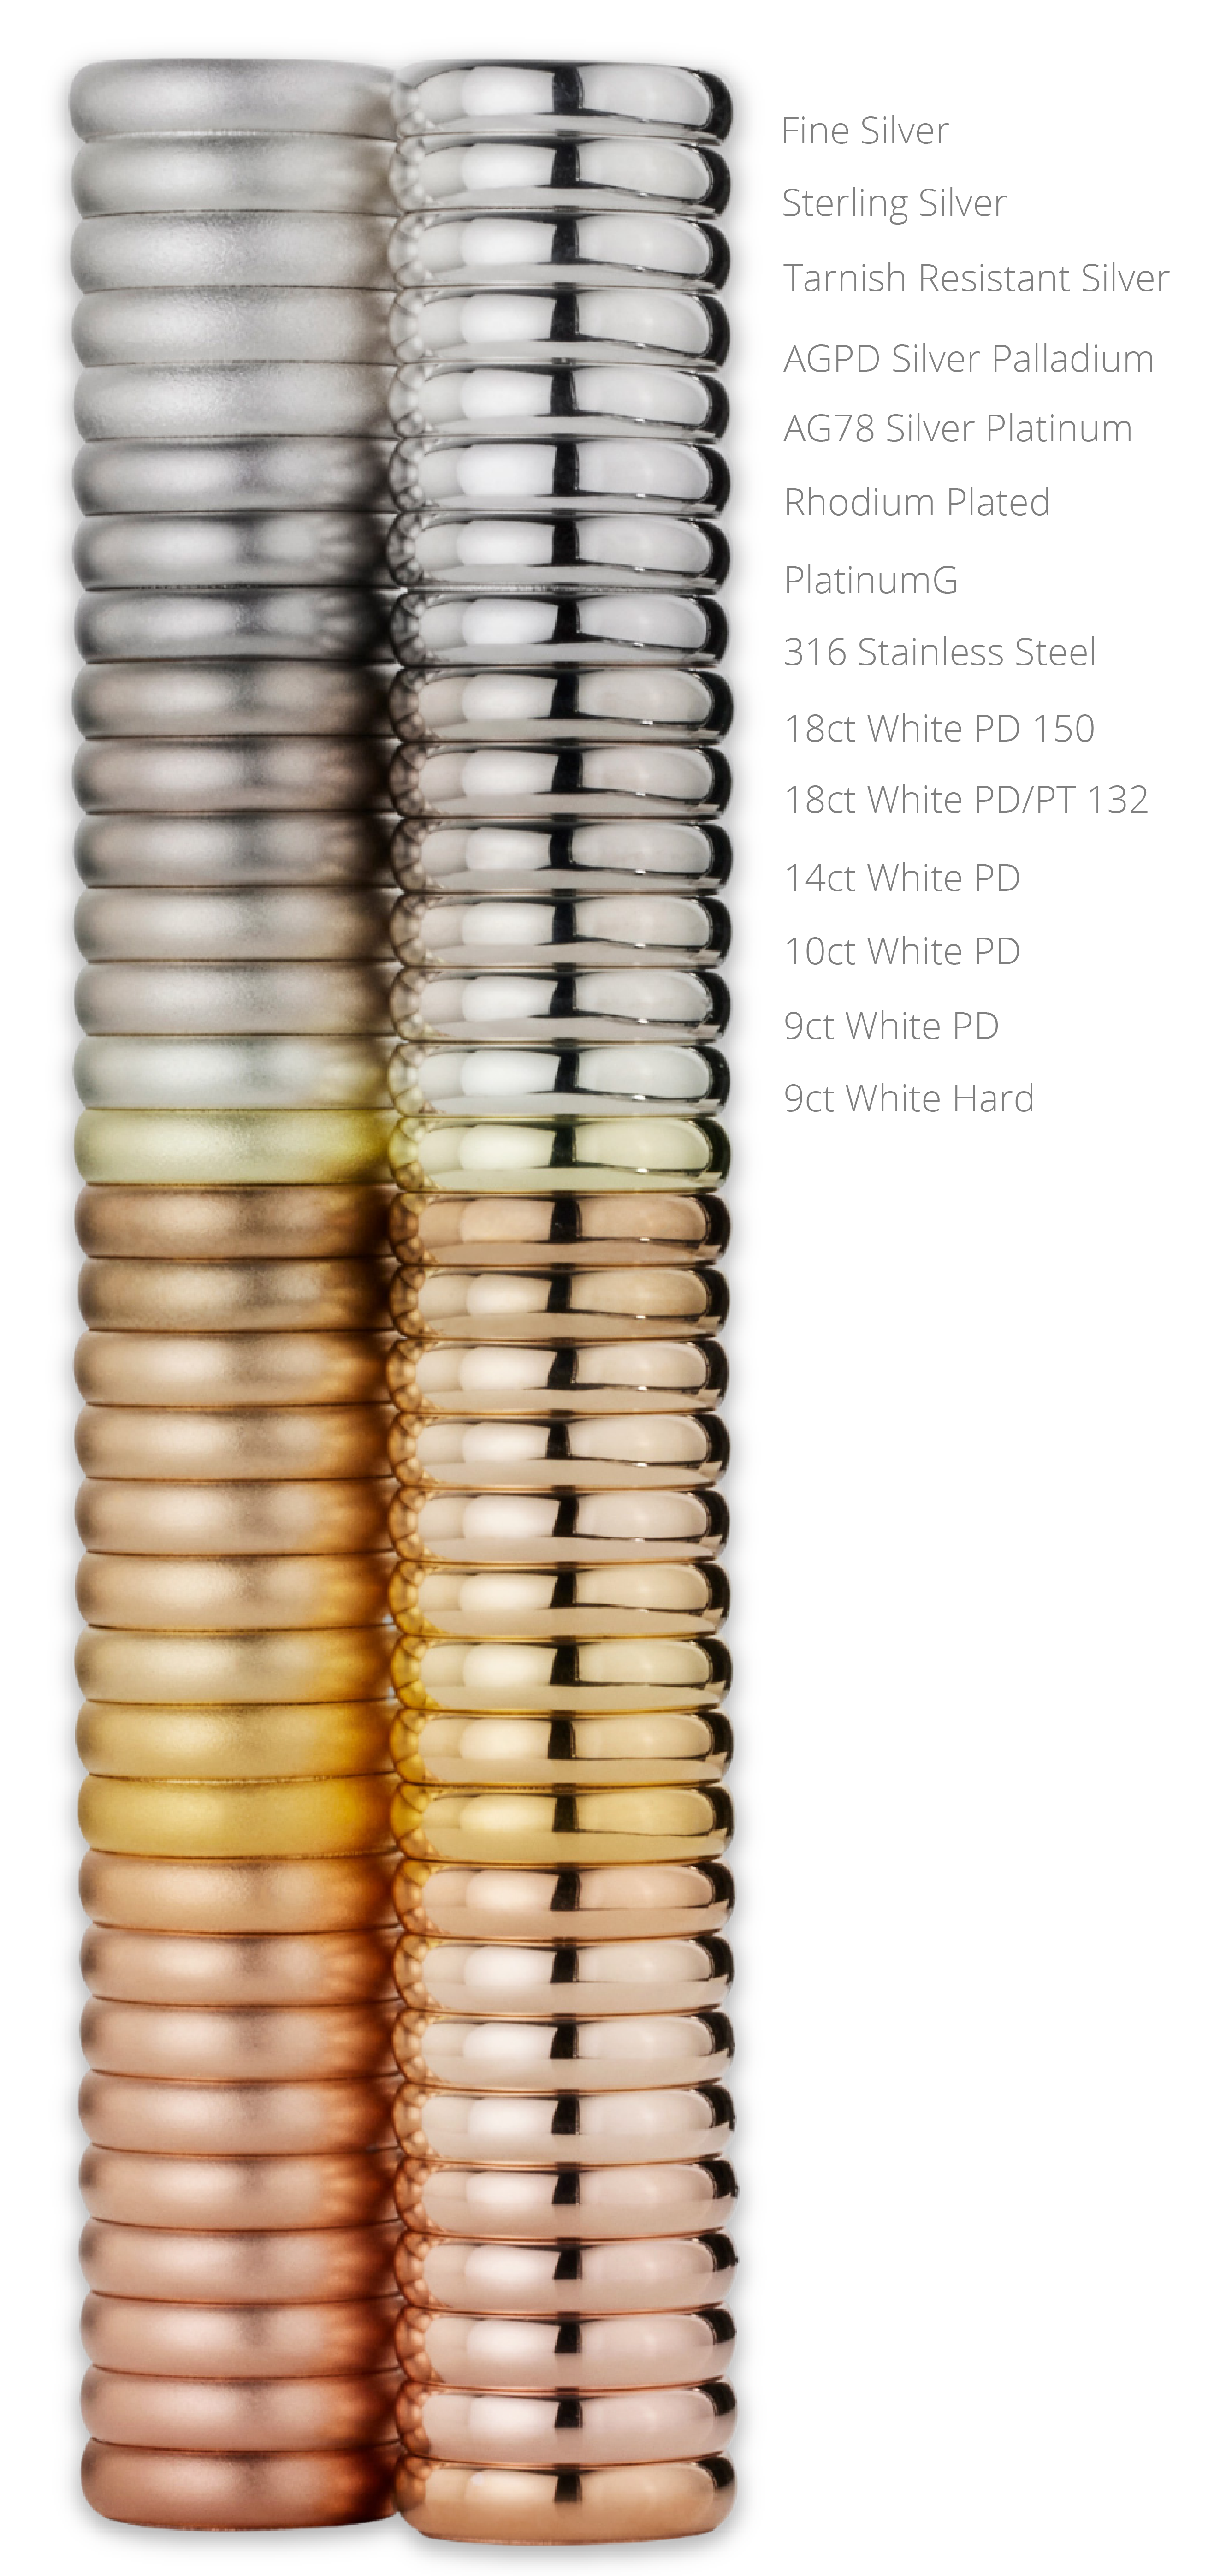 Fine Silver
Sterling Silver
Tarnish Resistant Silver
AGPD Silver Palladium
AG78 Silver Platinum
Rhodium Plated
PlatinumG
316 Stainless Steel
18ct White PD 150
18ct White PD/PT 132
14ct White PD
10ct White PD
9ct White PD
9ct White Hard